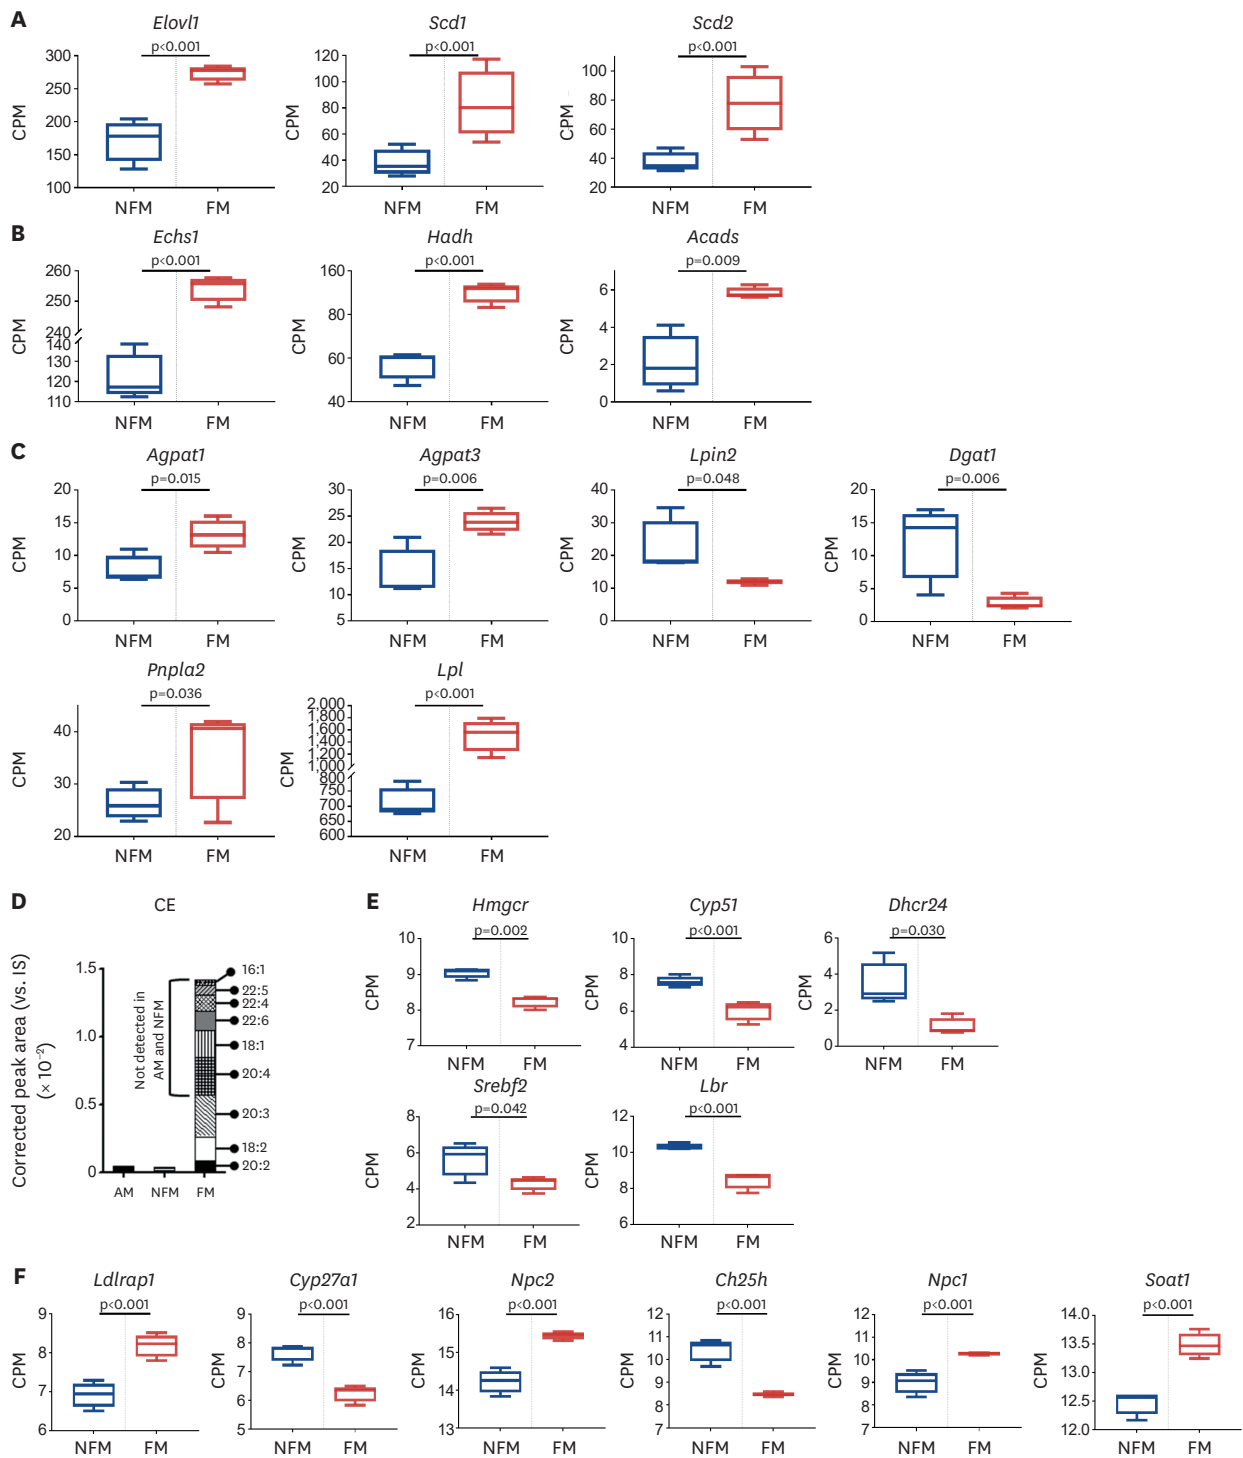 A
Elovl1
p<0.001
CPM
300
250
200
150
100
NFM
FM
Scd1
p<0.001
CPM
120
100
80
60
40
20
NFM
FM
Scd2
p<0.001
CPM
100
80
60
40
20
NFM
FM
B
Echs1
p<0.001
CPM
260
250
240
140
130
120
110
NFM
FM
Hadh
p<0.001
CPM
160
80
60
40
NFM
FM
Acads
p=0.009
CPM
6
4
2
0
NFM
FM
C
Agpat1
p=0.015
CPM
20
15
10
5
0
NFM
FM
Agpat3
p=0.006
CPM
30
25
20
15
10
5
NFM
FM
Lpin2
p=0.048
CPM
40
30
20
10
0
NFM
FM
Dgat1
p=0.006
CPM
20
15
10
5
0
NFM
FM
Pnpla2
p=0.036
CPM
40
30
20
NFM
FM
Lpl
p<0.001
CPM
2,000
1,800
1,600
1,400
1,200
1,000
800
700
650
600
NFM
FM
D
CE
Corrected peak area (vs. IS)
(× 10⁻²)
1.5
1.0
0.5
0
Not detected in
AM and NFM
16:1
22:5
22:4
22:6
18:1
20:4
20:3
18:2
20:2
AM
NFM
FM
E
Hmgcr
p=0.002
CPM
10
9
8
7
NFM
FM
Cyp51
p<0.001
CPM
10
8
6
4
NFM
FM
Dhcr24
p=0.030
CPM
6
4
2
0
NFM
FM
Srebf2
p=0.042
CPM
8
6
4
2
NFM
FM
Lbr
p<0.001
CPM
12
10
8
6
NFM
FM
F
Ldlrap1
p<0.001
CPM
9
8
7
6
NFM
FM
Cyp27a1
p<0.001
CPM
9
8
7
6
5
NFM
FM
Npc2
p<0.001
CPM
16
15
14
13
NFM
FM
Ch25h
p<0.001
CPM
12
11
10
9
8
7
NFM
FM
Npc1
p<0.001
CPM
12
11
10
9
8
7
NFM
FM
Soat1
p<0.001
CPM
14.0
13.5
13.0
12.5
12.0
NFM
FM